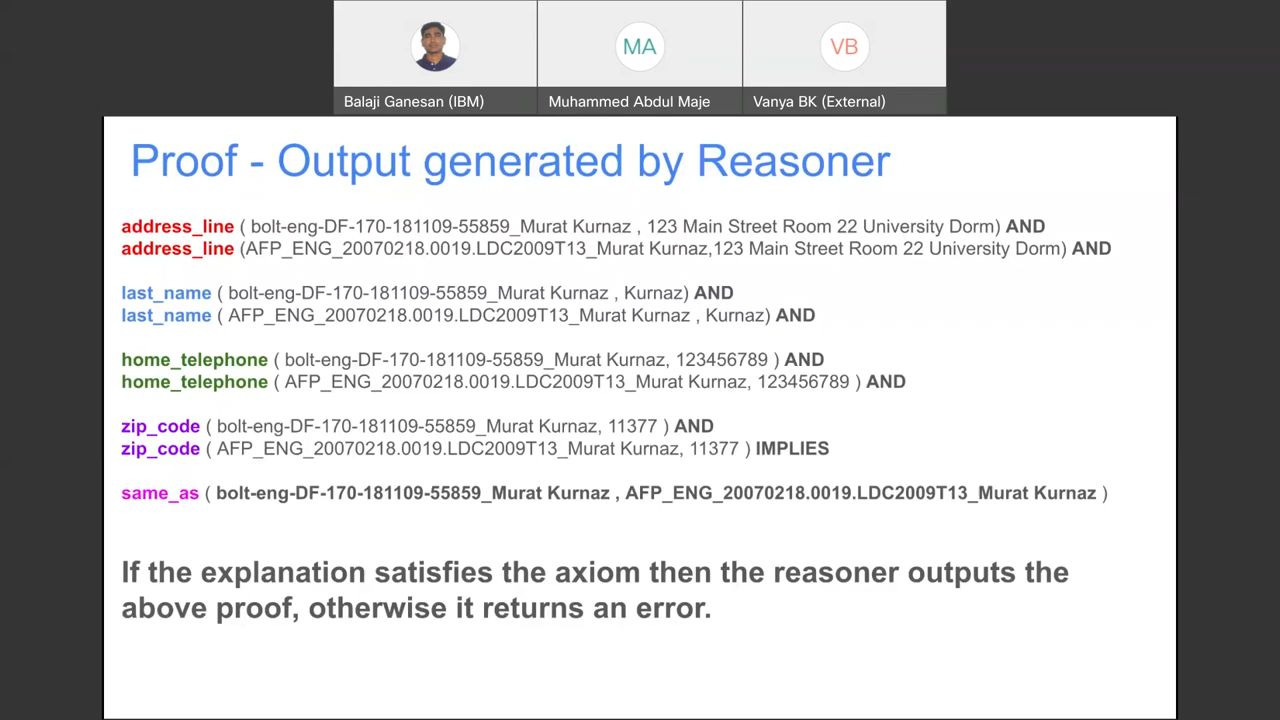 MA
VB
Balaji Ganesan (IBM)
Muhammed Abdul Maje
Vanya BK (External)
Proof - Output generated by Reasoner
address_line ( bolt-eng-DF-170-181109-55859_Murat Kurnaz , 123 Main Street Room 22 University Dorm) AND
address_line (AFP_ENG_20070218.0019.LDC2009T13_Murat Kurnaz,123 Main Street Room 22 University Dorm) AND
last_name ( bolt-eng-DF-170-181109-55859_Murat Kurnaz , Kurnaz) AND
last_name ( AFP_ENG_20070218.0019.LDC2009T13_Murat Kurnaz , Kurnaz) AND
home_telephone ( bolt-eng-DF-170-181109-55859_Murat Kurnaz, 123456789 ) AND
home_telephone ( AFP_ENG_20070218.0019.LDC2009T13_Murat Kurnaz, 123456789 ) AND
zip_code ( bolt-eng-DF-170-181109-55859_Murat Kurnaz, 11377 ) AND
zip_code ( AFP_ENG_20070218.0019.LDC2009T13_Murat Kurnaz, 11377 ) IMPLIES
same_as ( bolt-eng-DF-170-181109-55859_Murat Kurnaz , AFP_ENG_20070218.0019.LDC2009T13_Murat Kurnaz )
If the explanation satisfies the axiom then the reasoner outputs the
above proof, otherwise it returns an error.